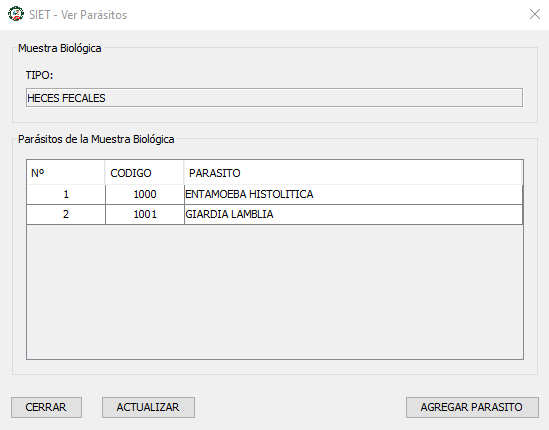 SIET - Ver Parásitos
Muestra Biológica
TIPO:
HECES FECALES
Parásitos de la Muestra Biológica
Nº CODIGO PARASITO
1 1000 ENTAMOEBA HISTOLITICA
2 1001 GIARDIA LAMBLIA
CERRAR ACTUALIZAR AGREGAR PARASITO